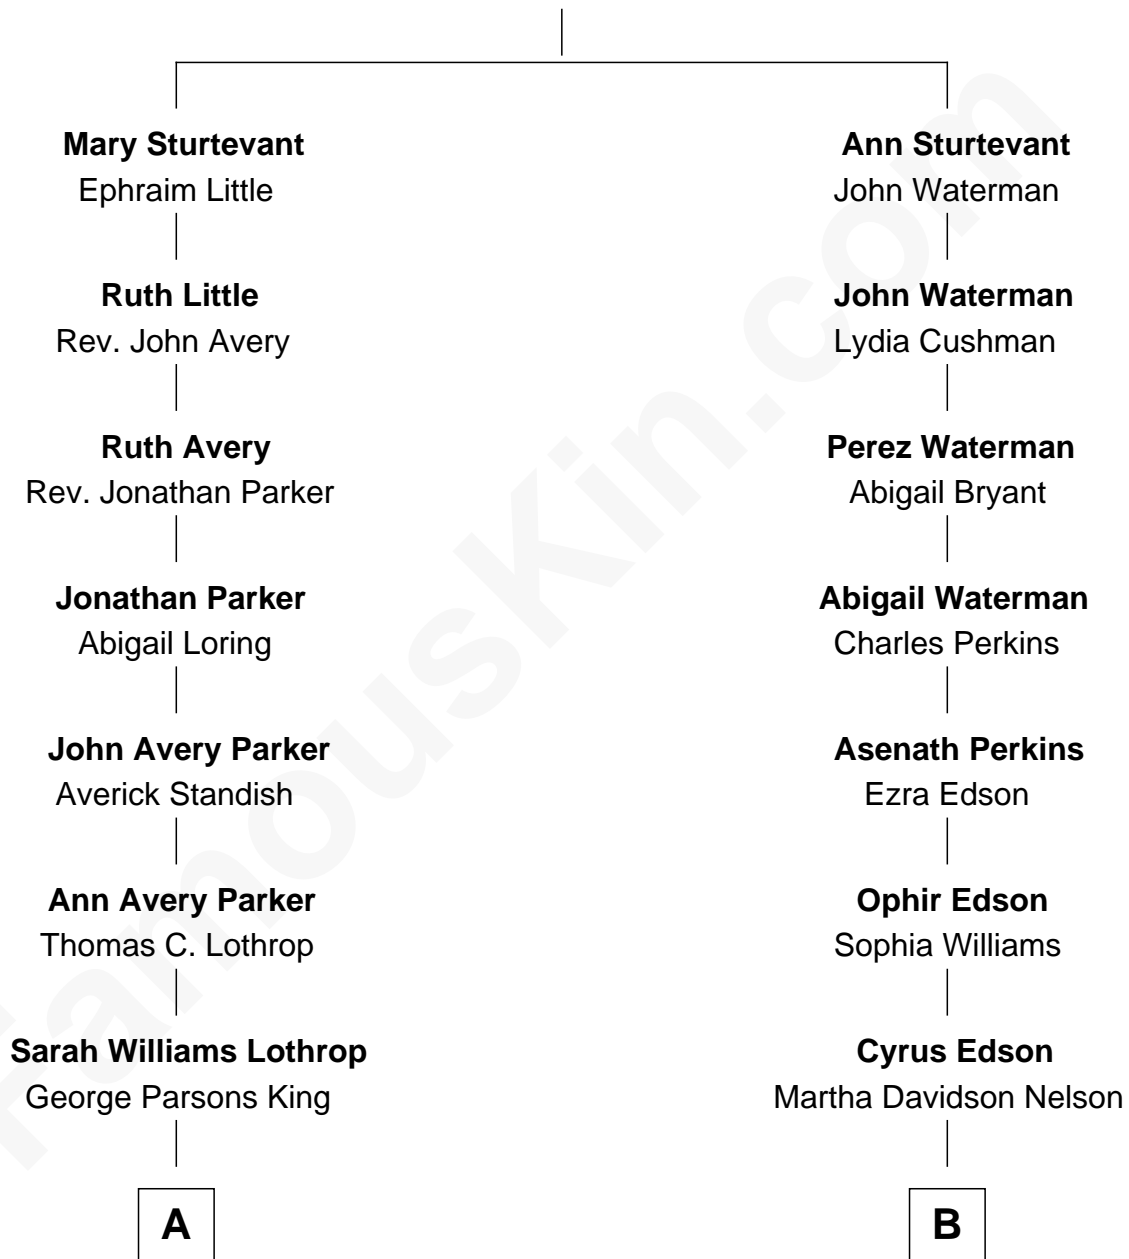 Mary Sturtevant
Ephraim Little
Ruth Little
Rev. John Avery
Ruth Avery
Rev. Jonathan Parker
Jonathan Parker
Abigail Loring
John Avery Parker
Averick Standish
Ann Avery Parker
Thomas C. Lothrop
Sarah Williams Lothrop
George Parsons King
A
Ann Sturtevant
John Waterman
John Waterman
Lydia Cushman
Perez Waterman
Abigail Bryant
Abigail Waterman
Charles Perkins
Asenath Perkins
Ezra Edson
Ophir Edson
Sophia Williams
Cyrus Edson
Martha Davidson Nelson
B
FamousKin.com